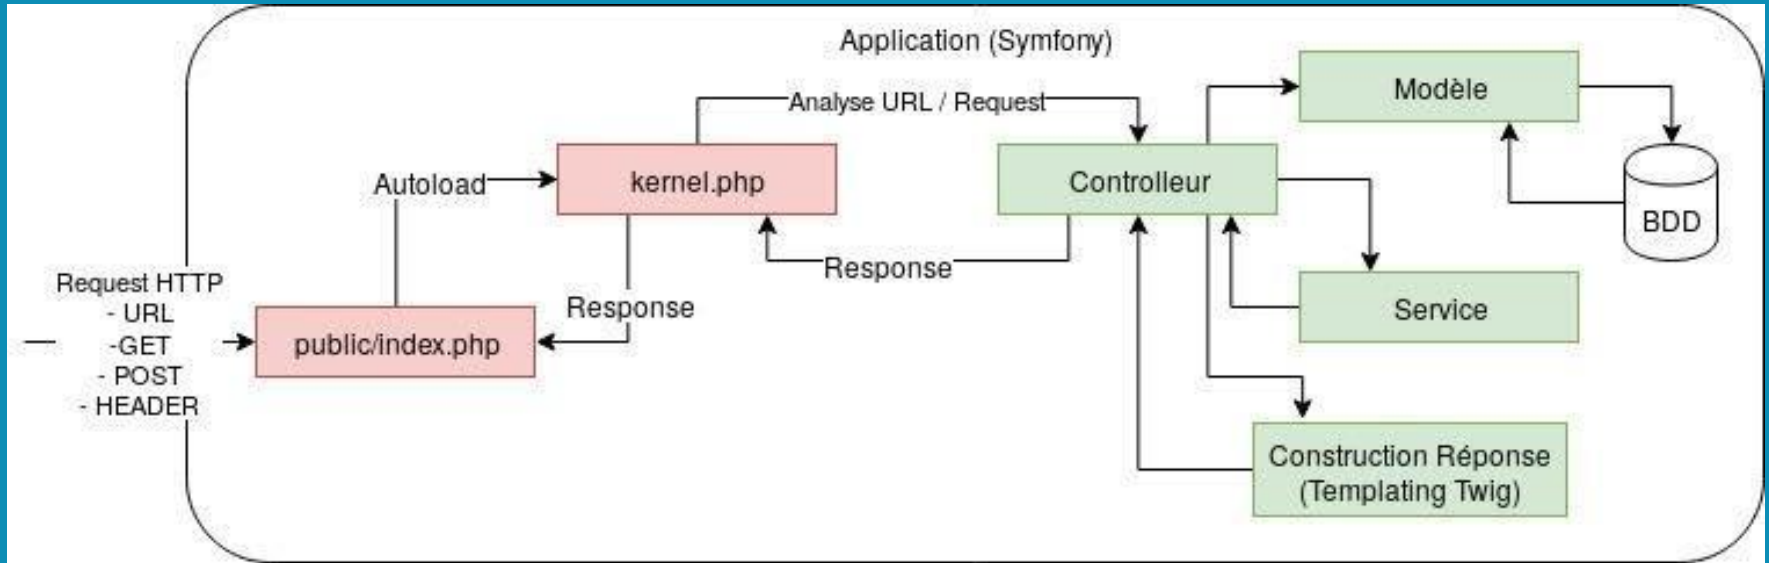 Application (Symfony)
Modèle
Analyse URL / Request
Autoload
kernel.php
Controlleur
BDD
Response
Request HTTP
- URL
-GET
- POST
- HEADER
Response
public/index.php
Service
Construction Réponse
(Templating Twig)